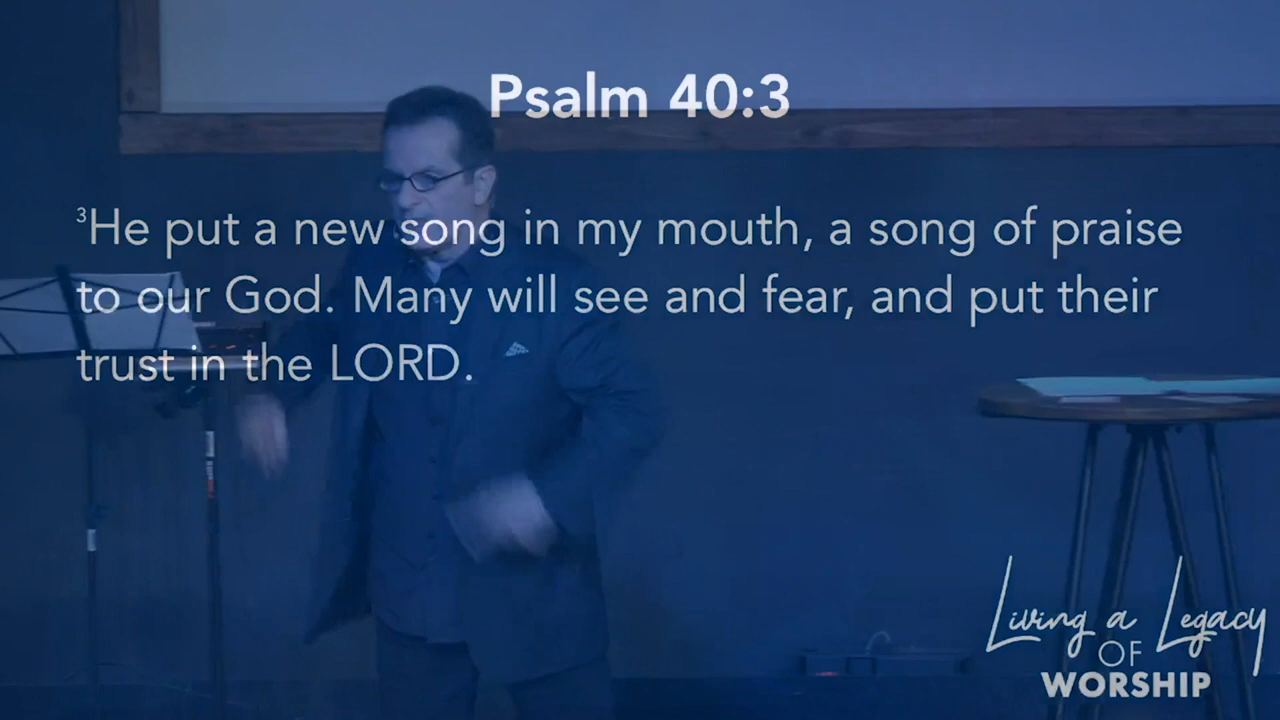 Psalm 40:3
³He put a new song in my mouth, a song of praise
to our God. Many will see and fear, and put their
trust in the LORD.
Living a Legacy
OF
WORSHIP